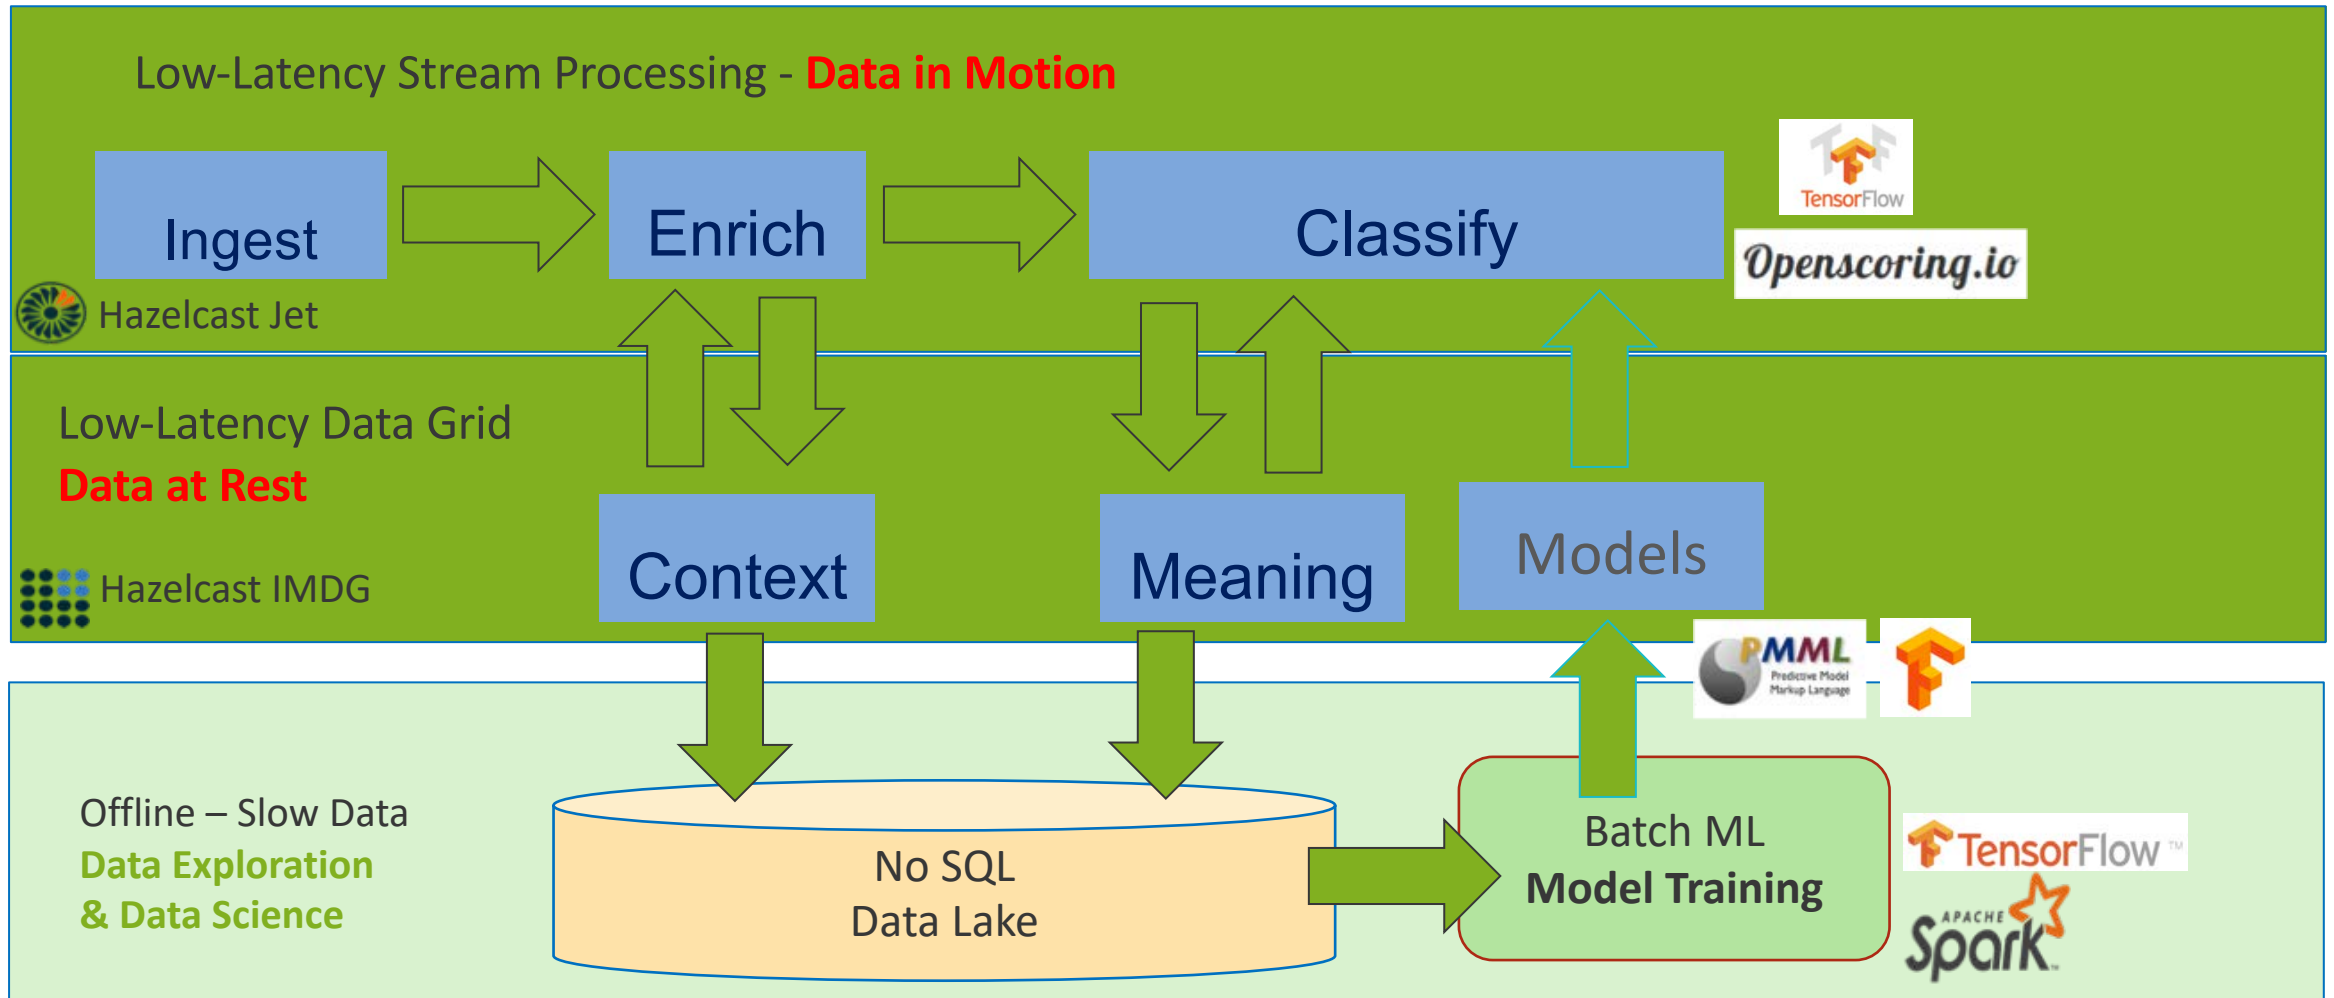 Low-Latency Stream Processing - Data in Motion
Ingest
Enrich
Classify
TensorFlow
Openscoring.io
Hazelcast Jet
Low-Latency Data Grid
Data at Rest
Hazelcast IMDG
Context
Meaning
Models
PMML
Predictive Model
Markup Language
Offline – Slow Data
Data Exploration
& Data Science
No SQL
Data Lake
Batch ML
Model Training
TensorFlow™
APACHE
Spark™